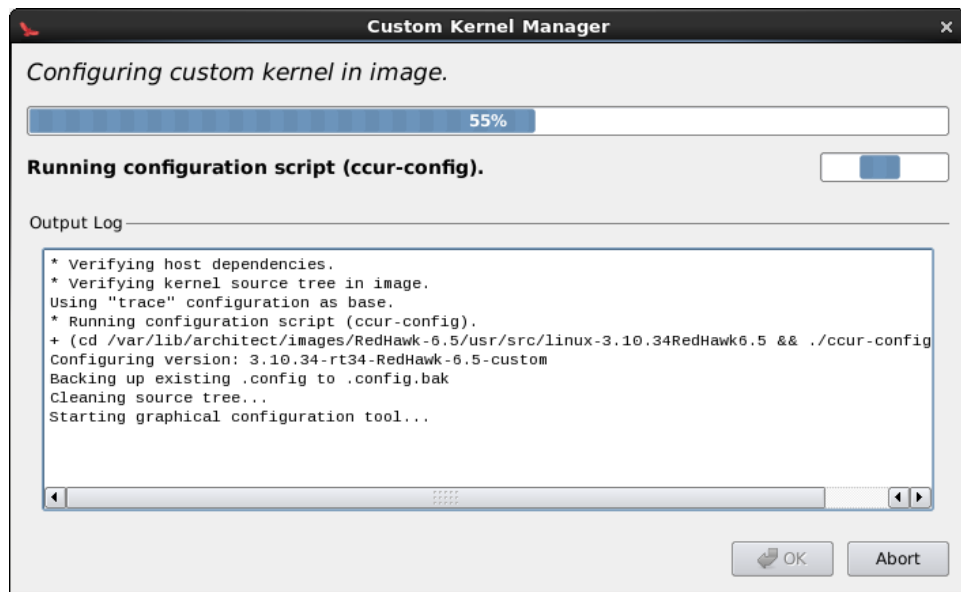 Custom Kernel Manager
Configuring custom kernel in image.
55%
Running configuration script (ccur-config).
Output Log
* Verifying host dependencies.
* Verifying kernel source tree in image.
Using "trace" configuration as base.
* Running configuration script (ccur-config).
+ (cd /var/lib/architect/images/RedHawk-6.5/usr/src/linux-3.10.34RedHawk6.5 && ./ccur-config
Configuring version: 3.10.34-rt34-RedHawk-6.5-custom
Backing up existing .config to .config.bak
Cleaning source tree...
Starting graphical configuration tool...
OK
Abort